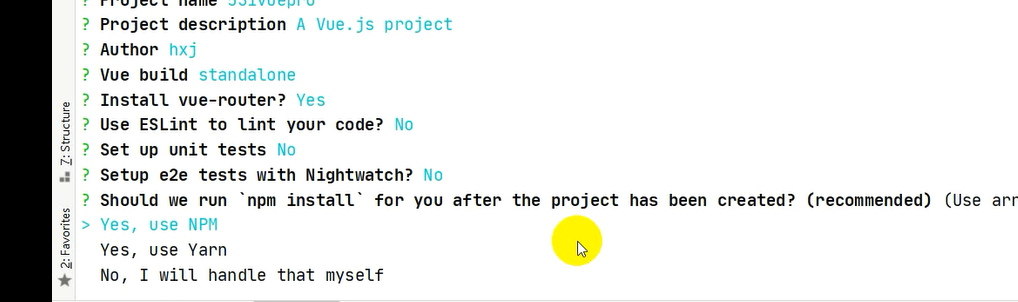 ? Project name 531vuepro
? Project description A Vue.js project
? Author hxj
? Vue build standalone
? Install vue-router? Yes
? Use ESLint to lint your code? No
? Set up unit tests No
? Setup e2e tests with Nightwatch? No
? Should we run `npm install` for you after the project has been created? (recommended) (Use arr
> Yes, use NPM
Yes, use Yarn
No, I will handle that myself
Z: Structure
2: Favorites